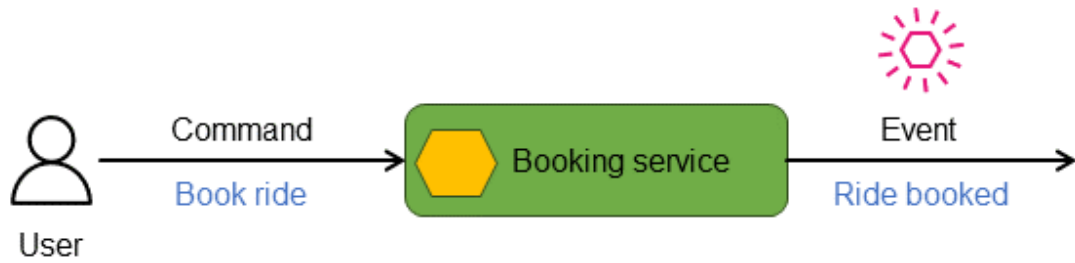 Command
Event
Booking service
Book ride
Ride booked
User